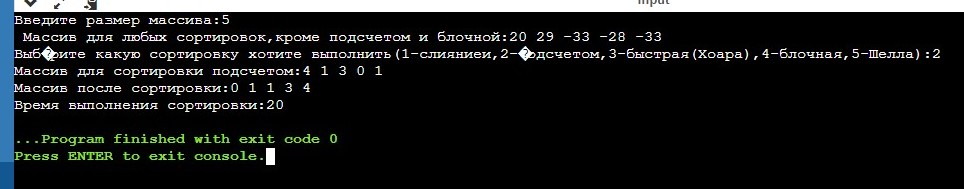 Input
Введите размер массива:5
Массив для любых сортировок,кроме подсчетом и блочной:20 29 -33 -28 -33
Выб�рите какую сортировку хотите выполнить(1-слияниеи,2-�одсчетом,3-быстрая(Хоара),4-блочная,5-Шелла):2
Массив для сортировки подсчетом:4 1 3 0 1
Массив после сортировки:0 1 1 3 4
Время выполнения сортировки:20
...Program finished with exit code 0
Press ENTER to exit console.